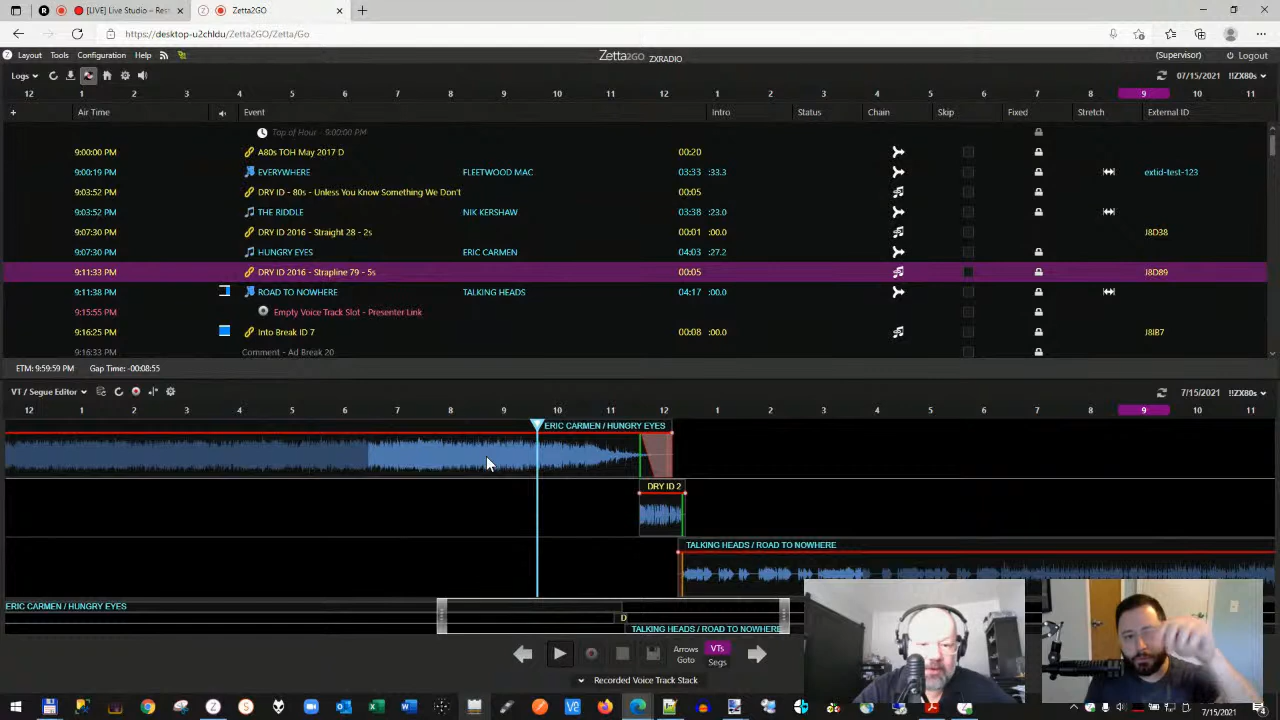 [LIVE] Live Studio - Res
Zetta2GO
https://desktop-u2chldu/Zetta2GO/Zetta/Go
Layout Tools Configuration Help Zetta2GO ZXRADIO (Supervisor) Logout
Logs 07/15/2021 !!ZX80s
12 1 2 3 4 5 6 7 8 9 10 11 12 1 2 3 4 5 6 7 8 9 10 11
+ Air Time Event Intro Status Chain Skip Fixed Stretch External ID
Top of Hour - 9:00:00 PM
9:00:00 PM A80s TOH May 2017 D 00:20
9:00:19 PM EVERYWHERE FLEETWOOD MAC 03:33 :33.3 extid-test-123
9:03:52 PM DRY ID - 80s - Unless You Know Something We Don't 00:05
9:03:52 PM THE RIDDLE NIK KERSHAW 03:38 :23.0
9:07:30 PM DRY ID 2016 - Straight 28 - 2s 00:01 J8D38
9:07:30 PM HUNGRY EYES ERIC CARMEN 04:03 :27.2
9:11:33 PM DRY ID 2016 - Strapline 79 - 5s 00:05 J8D89
9:11:38 PM ROAD TO NOWHERE TALKING HEADS 04:17 :00.0
9:15:55 PM Empty Voice Track Slot - Presenter Link
9:16:25 PM Into Break ID 7 00:08 :00.0 J8IB7
9:16:33 PM Comment - Ad Break 20
ETM: 9:59:59 PM Gap Time: -00:08:55
VT / Segue Editor 7/15/2021 !!ZX80s
12 1 2 3 4 5 6 7 8 9 10 11 12 1 2 3 4 5 6 7 8 9 10 11
ERIC CARMEN / HUNGRY EYES
DRY ID 2
TALKING HEADS / ROAD TO NOWHERE
ERIC CARMEN / HUNGRY EYES
D
TALKING HEADS / ROAD TO NOWHERE
Arrows Goto VTs Segs
Recorded Voice Track Stack
7:14 PM
7/15/2021